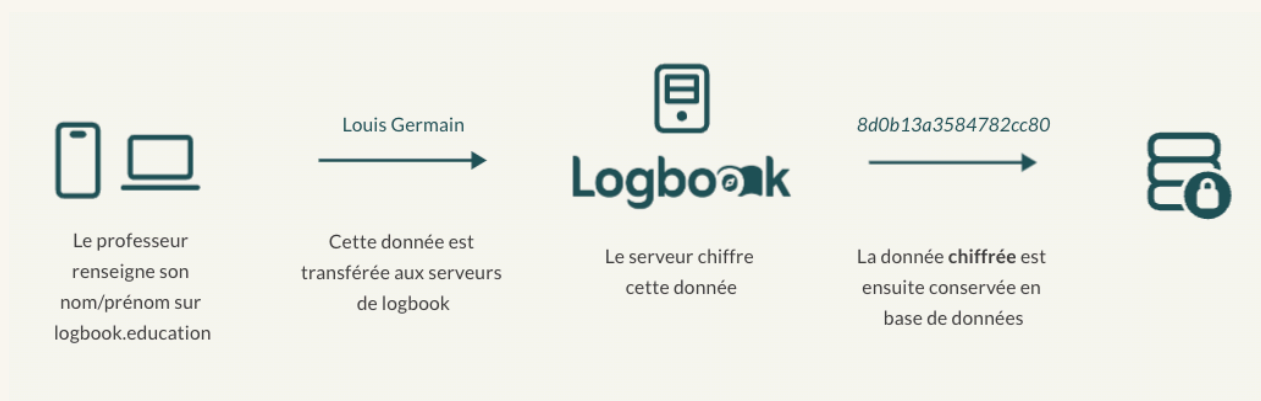 Le professeur
renseigne son
nom/prénom sur
logbook.education
Louis Germain
Cette donnée est
transférée aux serveurs
de logbook
Logbook
Le serveur chiffre
cette donnée
8d0b13a3584782cc80
La donnée chiffrée est
ensuite conservée en
base de données